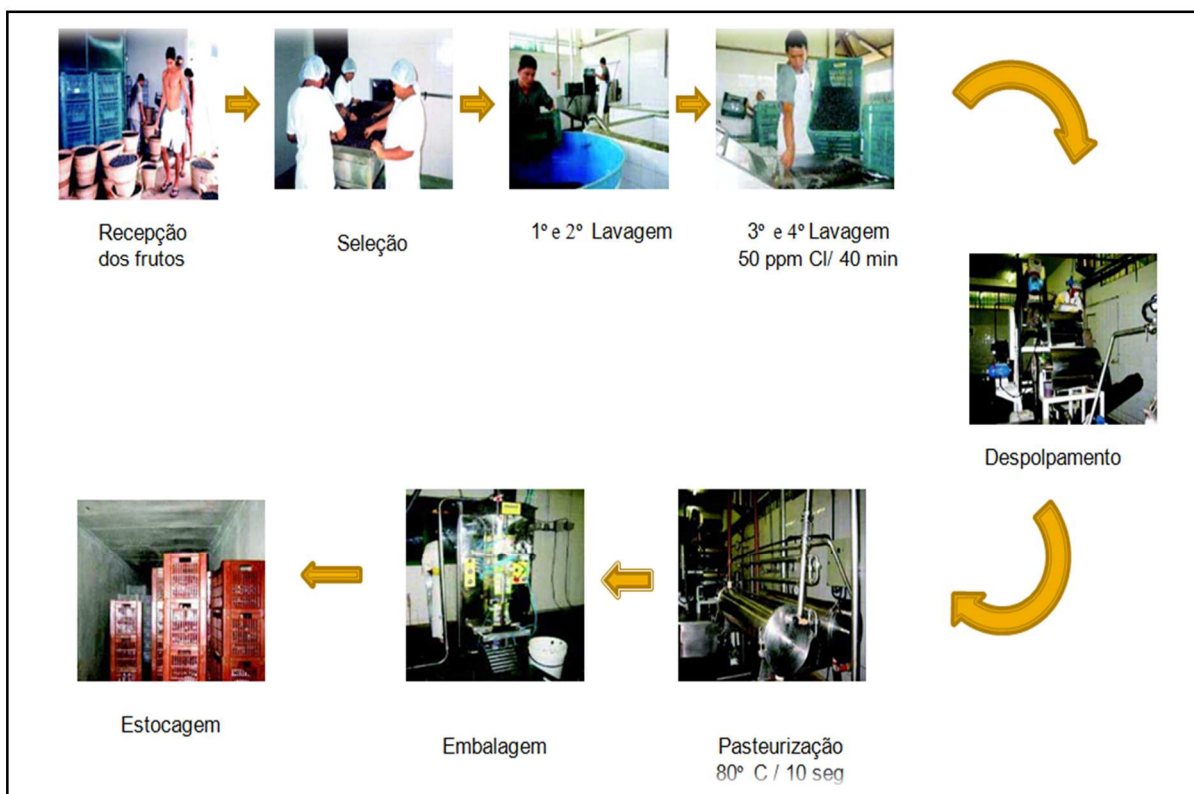 Recepção
dos frutos
Seleção
1º e 2º Lavagem
3º e 4º Lavagem
50 ppm Cl/ 40 min
Despolpamento
Pasteurização
80º C / 10 seg
Embalagem
Estocagem